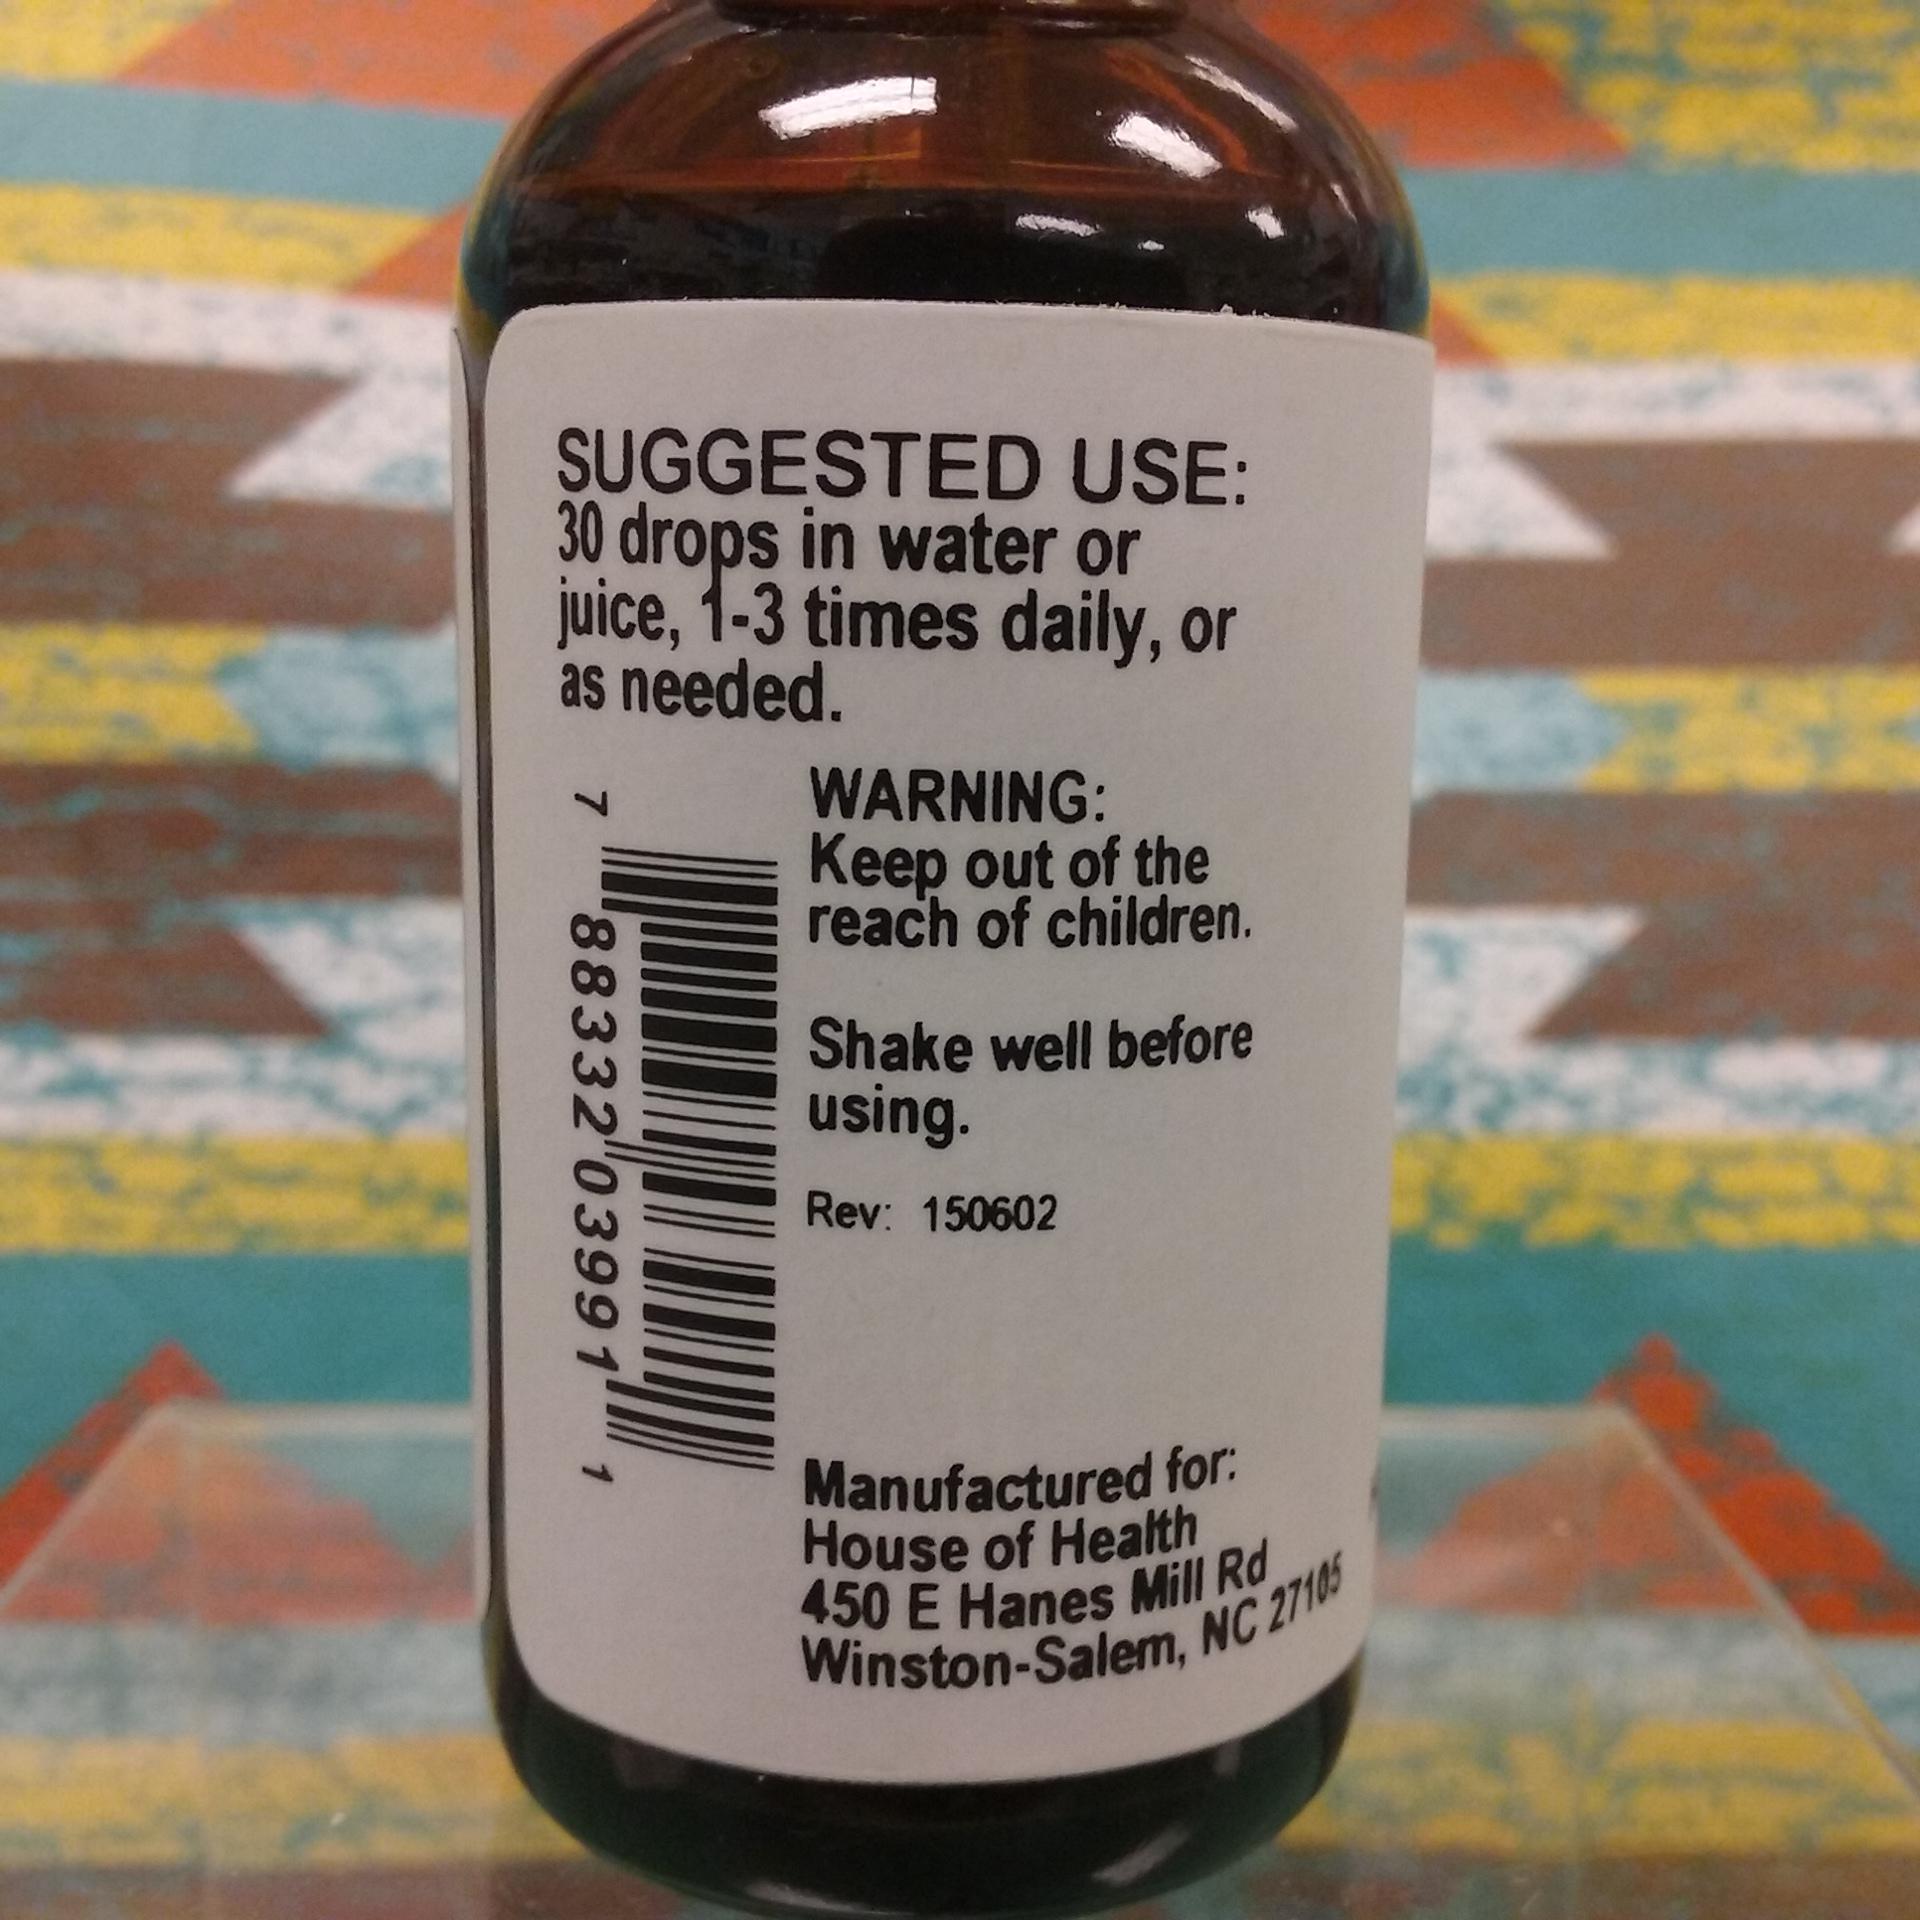 SUGGESTED USE:
30 drops in water or
juice, 1-3 times daily, or
as needed.
WARNING:
Keep out of the
reach of children.
Shake well before
using.
Rev: 150602
7 88332 03991 1
Manufactured for:
House of Health
450 E Hanes Mill Rd
Winston-Salem, NC 27105